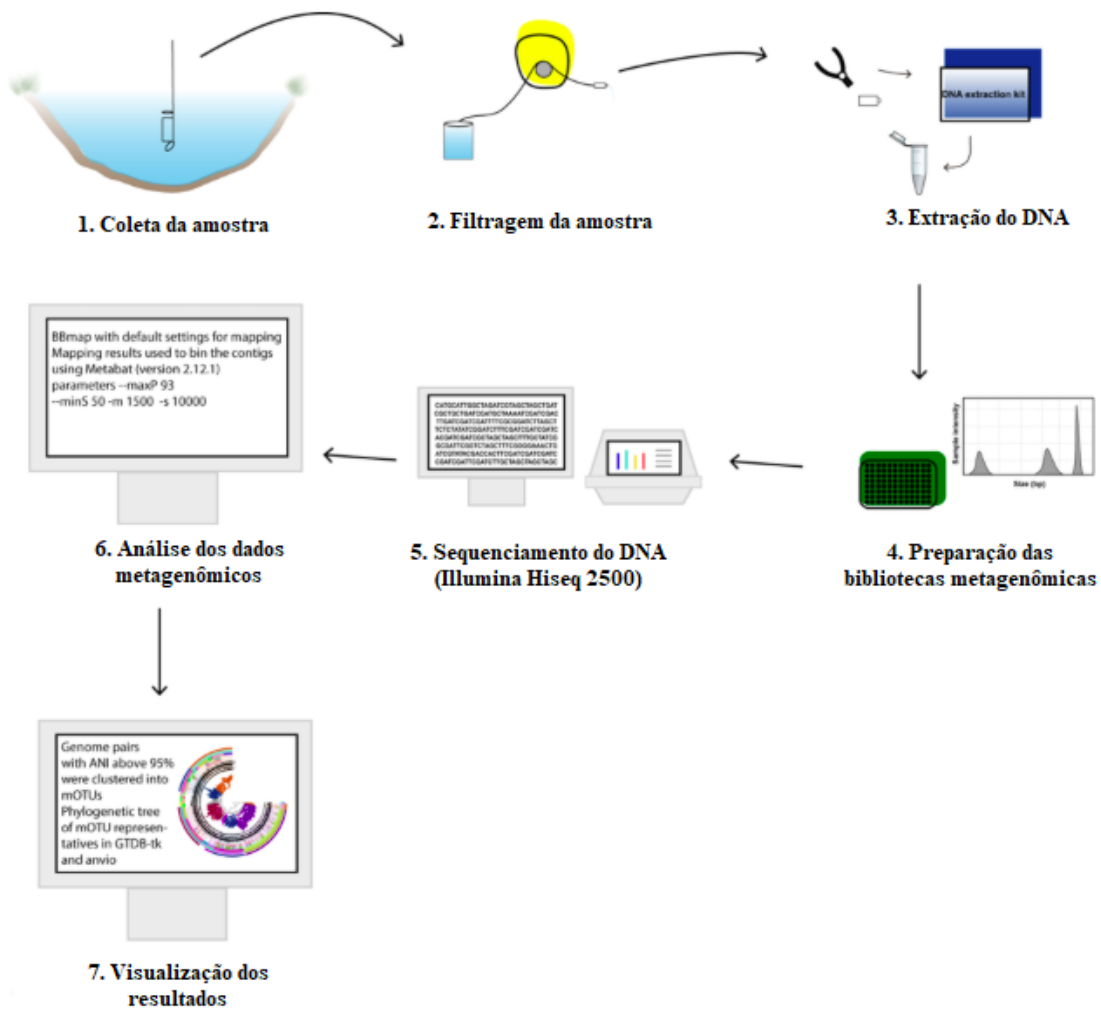 DNA extraction kit
1. Coleta da amostra
2. Filtragem da amostra
3. Extração do DNA
BBmap with default settings for mapping
Mapping results used to bin the contigs
using Metabat (version 2.12.1)
parameters --maxP 93
--minS 50 -m 1500 -s 10000
Sample intensity
Size (bp)
6. Análise dos dados
metagenômicos
5. Sequenciamento do DNA
(Illumina Hiseq 2500)
4. Preparação das
bibliotecas metagenômicas
Genome pairs
with ANI above 95%
were clustered into
mOTUs
Phylogenetic tree
of mOTU represen-
tatives in GTDB-tk
and anvio
7. Visualização dos
resultados